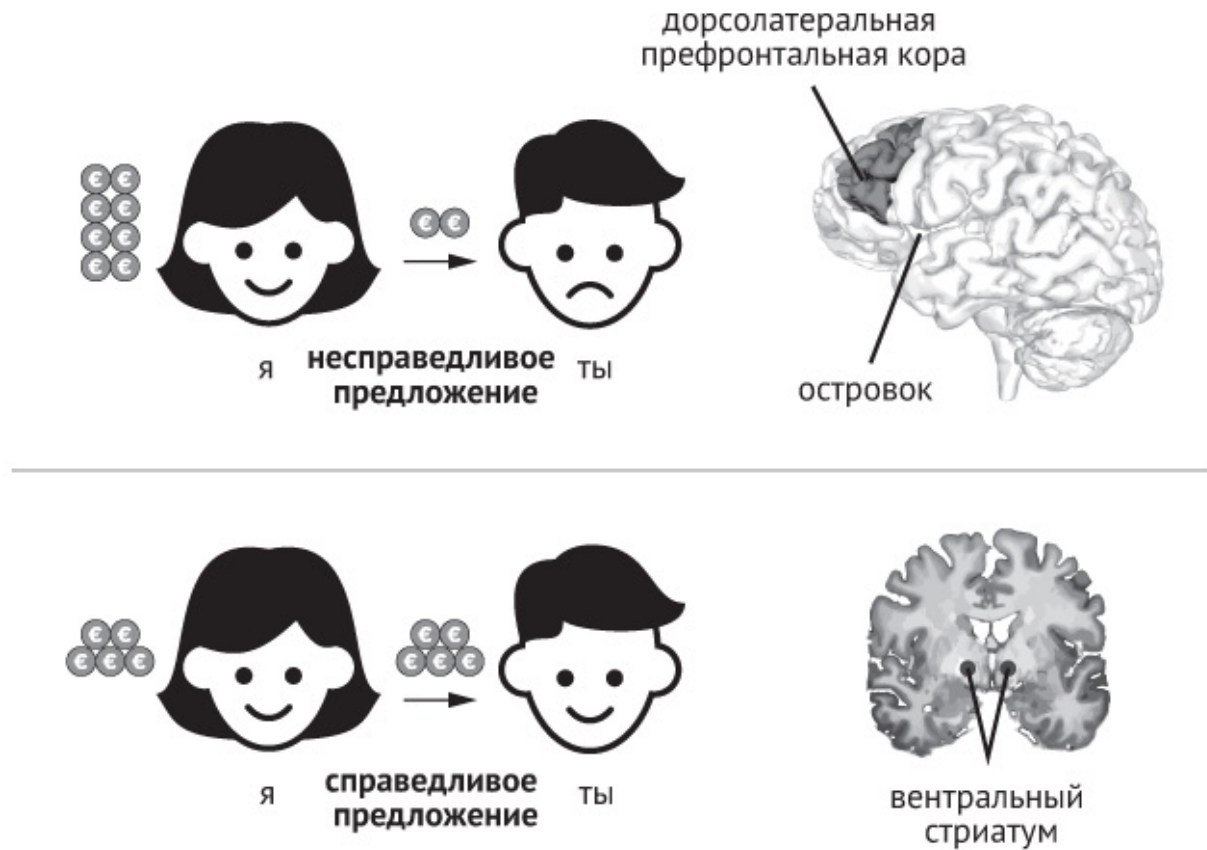 дорсолатеральная
префронтальная кора
€ €
€ €
€ €
€ €
€ €
я
несправедливое
предложение
ты
островок
€ €
€ € €
€ €
€ € €
я
справедливое
предложение
ты
вентральный
стриатум